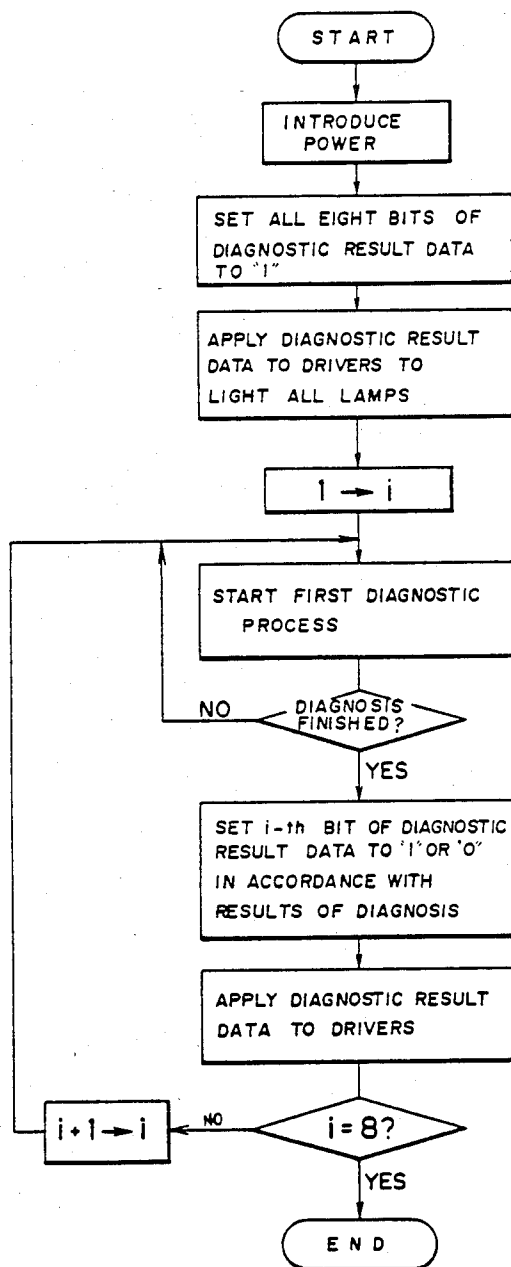 START
INTRODUCE
POWER
SET ALL EIGHT BITS OF
DIAGNOSTIC RESULT DATA
TO "1"
APPLY DIAGNOSTIC RESULT
DATA TO DRIVERS TO
LIGHT ALL LAMPS
1 → i
START FIRST DIAGNOSTIC
PROCESS
DIAGNOSIS
FINISHED?
NO
YES
SET i-th BIT OF DIAGNOSTIC
RESULT DATA TO "1" OR "0"
IN ACCORDANCE WITH
RESULTS OF DIAGNOSIS
APPLY DIAGNOSTIC RESULT
DATA TO DRIVERS
i = 8?
NO
i + 1 → i
YES
END